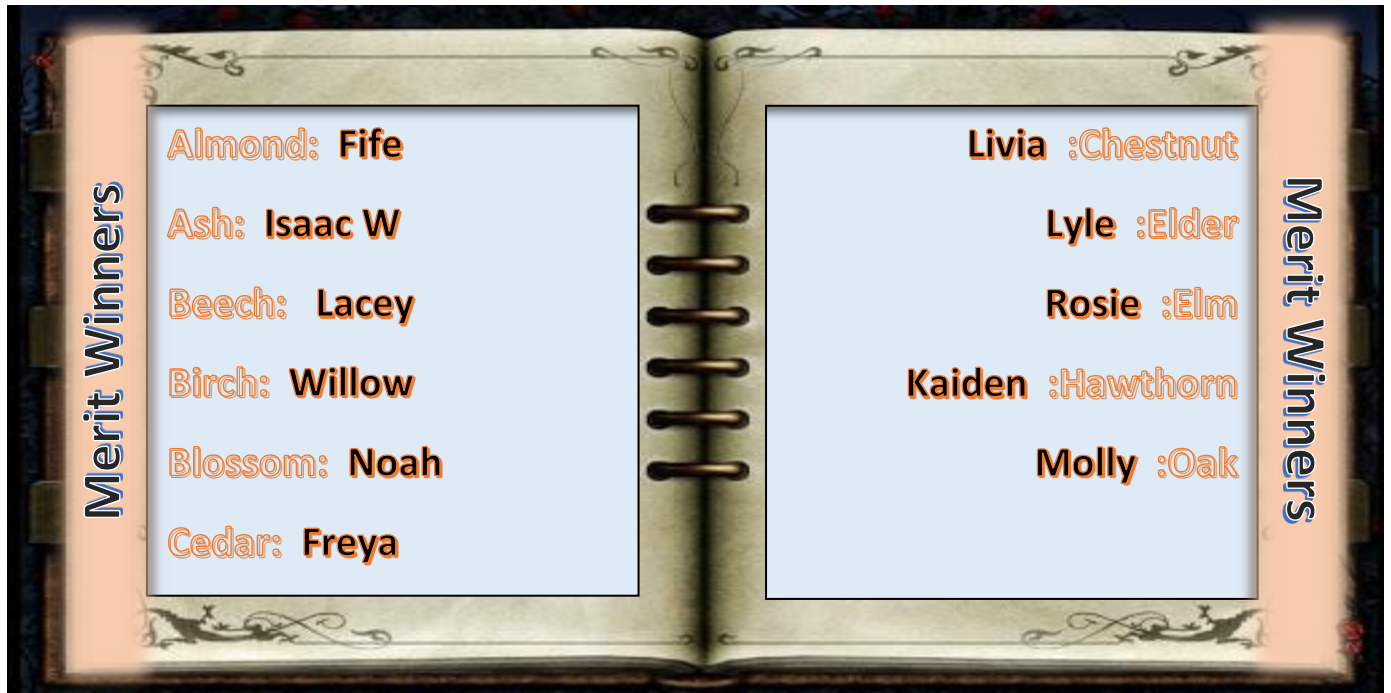 Merit Winners
Almond: Fife
Ash: Isaac W
Beech: Lacey
Birch: Willow
Blossom: Noah
Cedar: Freya
Livia :Chestnut
Lyle :Elder
Rosie :Elm
Kaiden :Hawthorn
Molly :Oak
Merit Winners